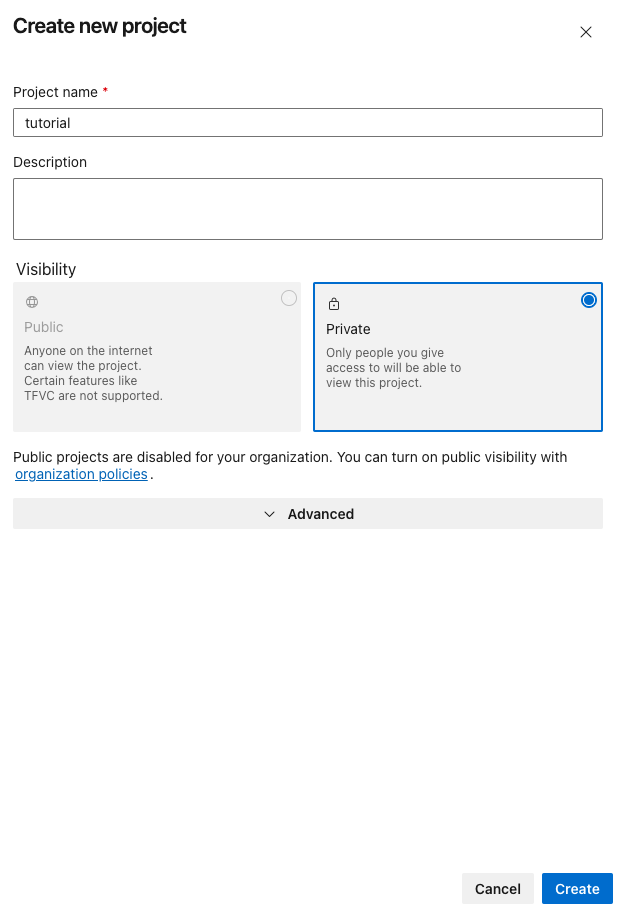 Create new project
Project name *
tutorial
Description
Visibility
Public
Anyone on the internet
can view the project.
Certain features like
TFVC are not supported.
Private
Only people you give
access to will be able to
view this project.
Public projects are disabled for your organization. You can turn on public visibility with
organization policies.
Advanced
Cancel
Create